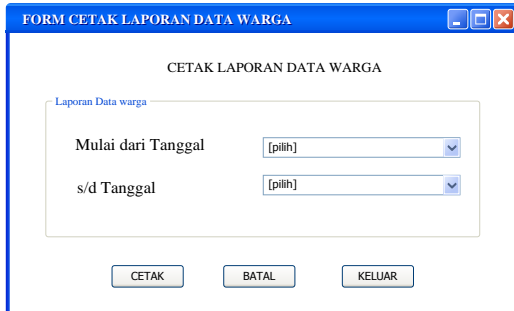 FORM CETAK LAPORAN DATA WARGA
CETAK LAPORAN DATA WARGA
Laporan Data warga
Mulai dari Tanggal [pilih]
s/d Tanggal [pilih]
CETAK BATAL KELUAR